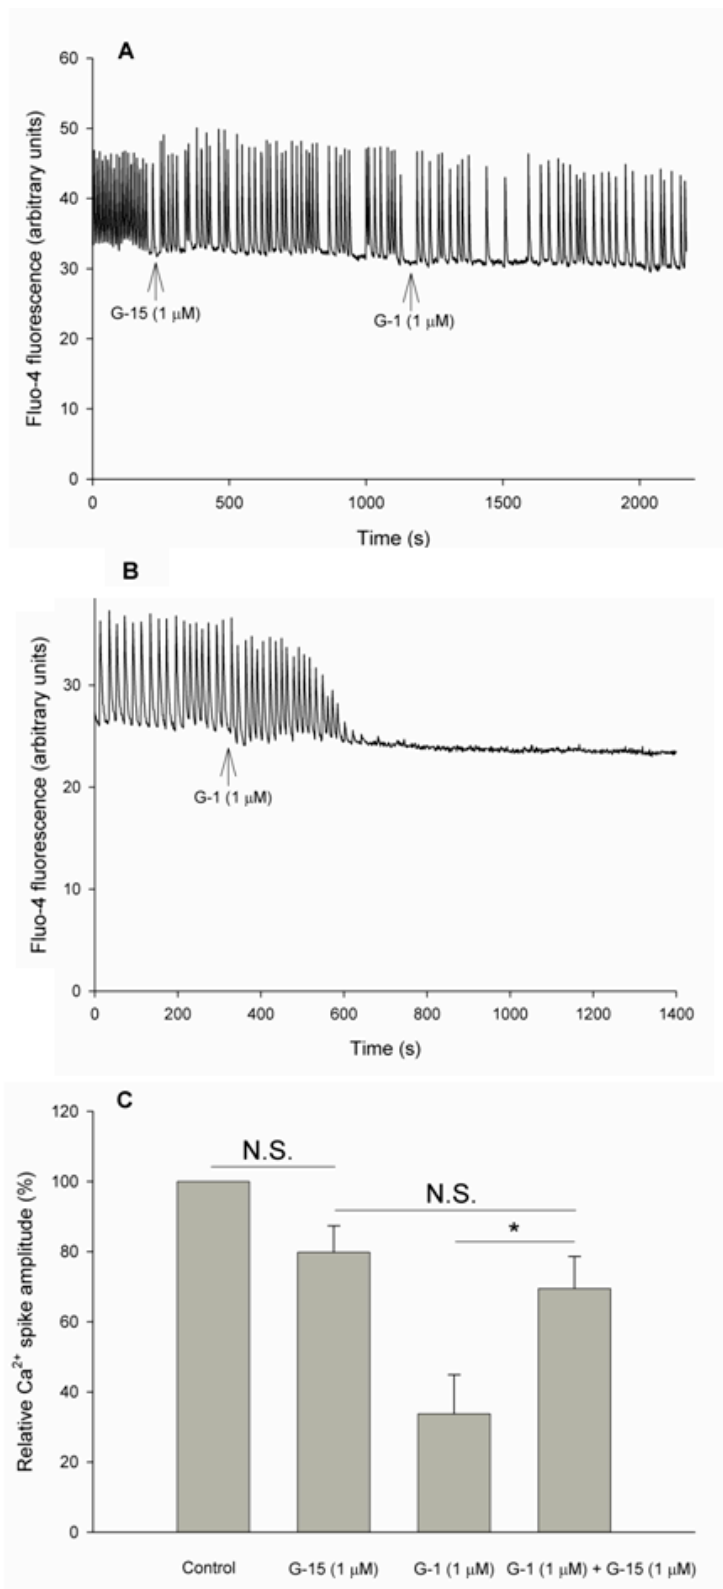 A
Fluo-4 fluorescence (arbitrary units)
60
50
40
30
20
10
0
G-15 (1 μM)
G-1 (1 μM)
0 500 1000 1500 2000
Time (s)
B
Fluo-4 fluorescence (arbitrary units)
30
20
10
0
G-1 (1 μM)
0 200 400 600 800 1000 1200 1400
Time (s)
C
Relative Ca²⁺ spike amplitude (%)
120
100
80
60
40
20
0
N.S.
N.S.
*
Control G-15 (1 μM) G-1 (1 μM) G-1 (1 μM) + G-15 (1 μM)